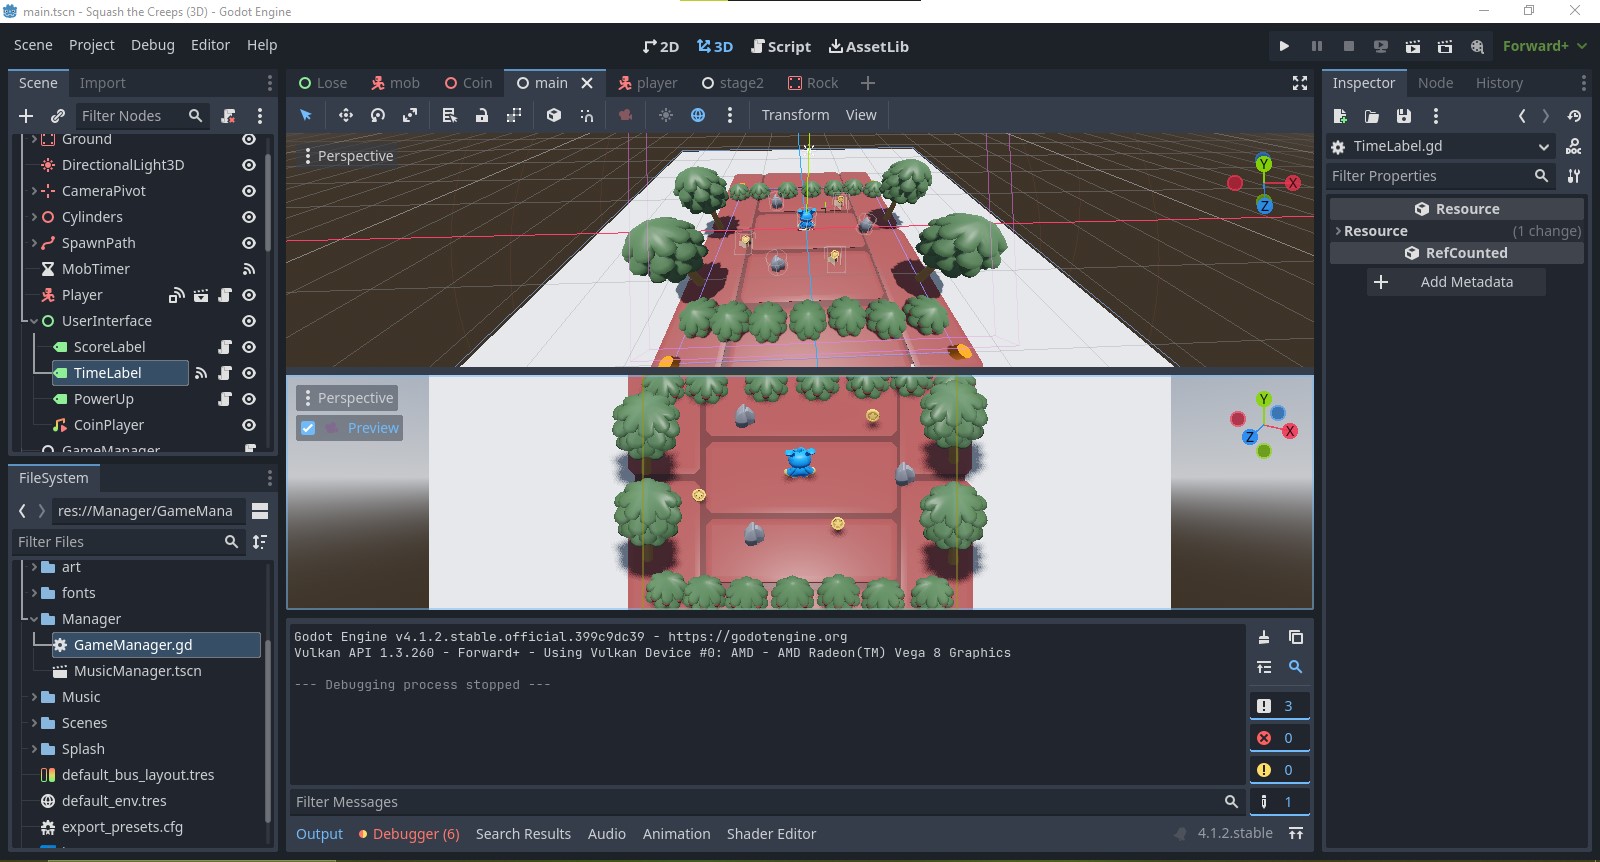 main.tscn - Squash the Creeps (3D) - Godot Engine
Scene Project Debug Editor Help
2D 3D Script AssetLib
Forward+
Scene Import
Filter Nodes
Ground
DirectionalLight3D
CameraPivot
Cylinders
SpawnPath
MobTimer
Player
UserInterface
ScoreLabel
TimeLabel
PowerUp
CoinPlayer
GameManager
FileSystem
res://Manager/GameMana
Filter Files
art
fonts
Manager
GameManager.gd
MusicManager.tscn
Music
Scenes
Splash
default_bus_layout.tres
default_env.tres
export_presets.cfg
Lose mob Coin main player stage2 Rock
Transform View
Perspective
Y
X
Z
Perspective
Preview
Y
X
Z
Godot Engine v4.1.2.stable.official.399c9dc39 - https://godotengine.org
Vulkan API 1.3.260 - Forward+ - Using Vulkan Device #0: AMD - AMD Radeon(TM) Vega 8 Graphics
--- Debugging process stopped ---
3
0
0
1
Filter Messages
Output Debugger (6) Search Results Audio Animation Shader Editor 4.1.2.stable
Inspector Node History
TimeLabel.gd
DOC
Filter Properties
Resource
Resource (1 change)
RefCounted
Add Metadata